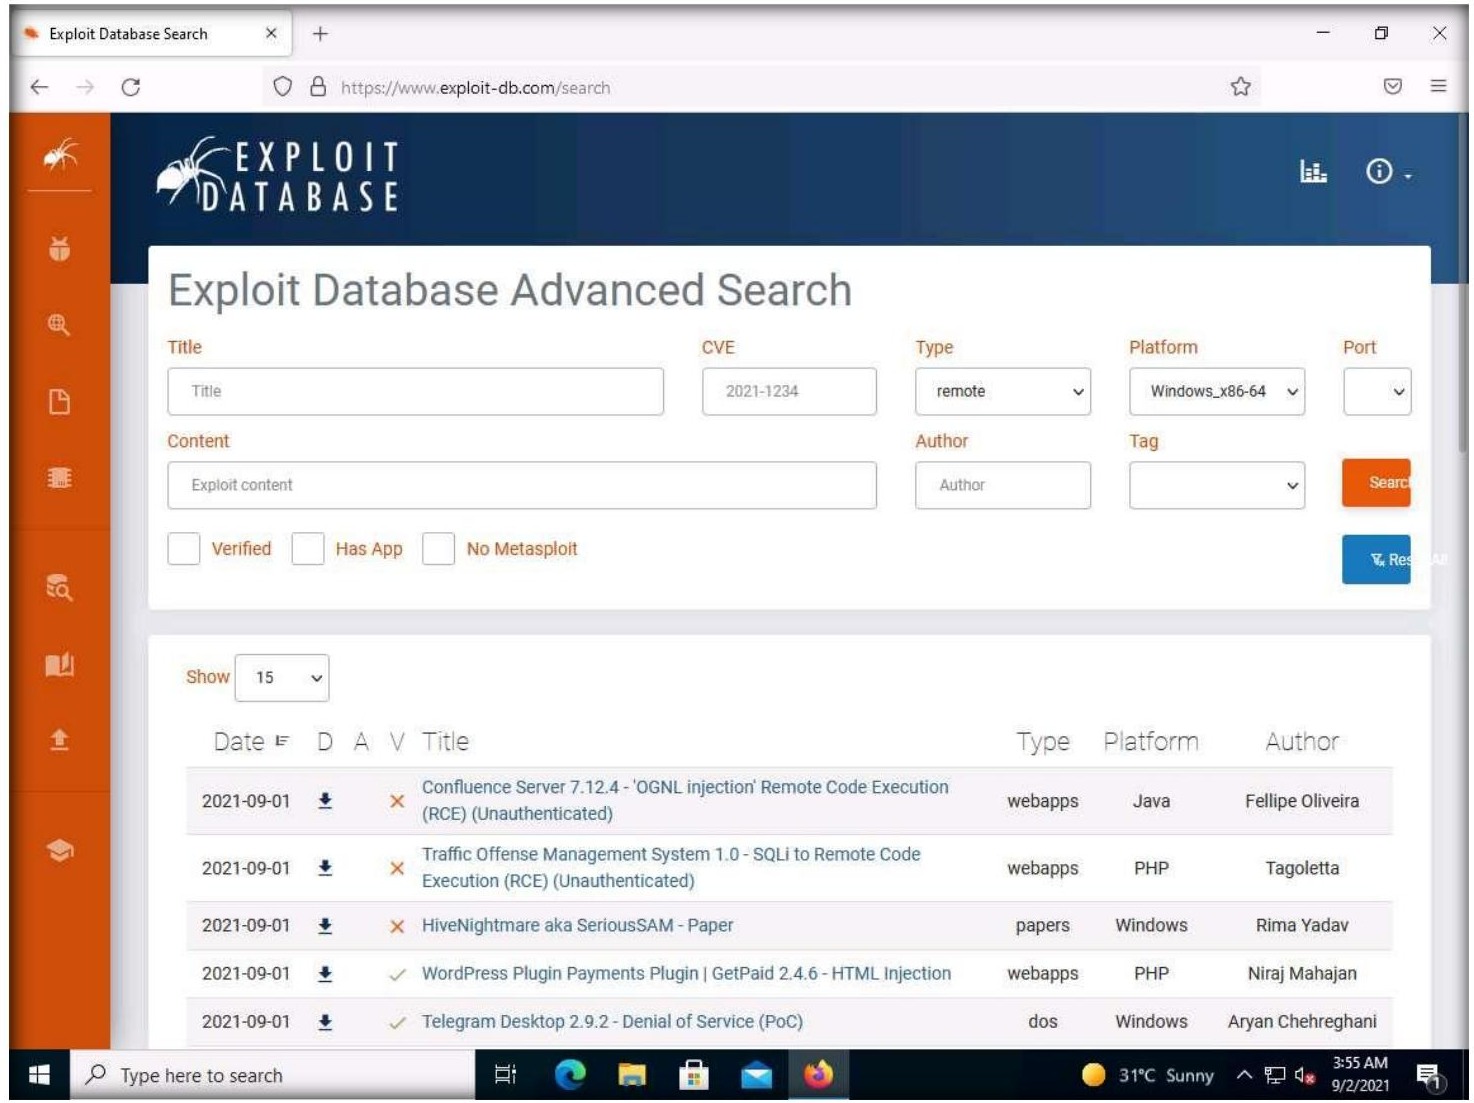 Exploit Database Search
https://www.exploit-db.com/search
EXPLOIT
DATABASE
Exploit Database Advanced Search
Title CVE Type Platform Port
Title 2021-1234 remote Windows_x86-64
Content Author Tag
Exploit content Author Search
Verified Has App No Metasploit
Reset All
Show 15
Date D A V Title Type Platform Author
2021-09-01 Confluence Server 7.12.4 - 'OGNL injection' Remote Code Execution
(RCE) (Unauthenticated) webapps Java Fellipe Oliveira
2021-09-01 Traffic Offense Management System 1.0 - SQLi to Remote Code
Execution (RCE) (Unauthenticated) webapps PHP Tagoletta
2021-09-01 HiveNightmare aka SeriousSAM - Paper papers Windows Rima Yadav
2021-09-01 WordPress Plugin Payments Plugin | GetPaid 2.4.6 - HTML Injection webapps PHP Niraj Mahajan
2021-09-01 Telegram Desktop 2.9.2 - Denial of Service (PoC) dos Windows Aryan Chehreghani
Type here to search 31°C Sunny 3:55 AM
9/2/2021 1